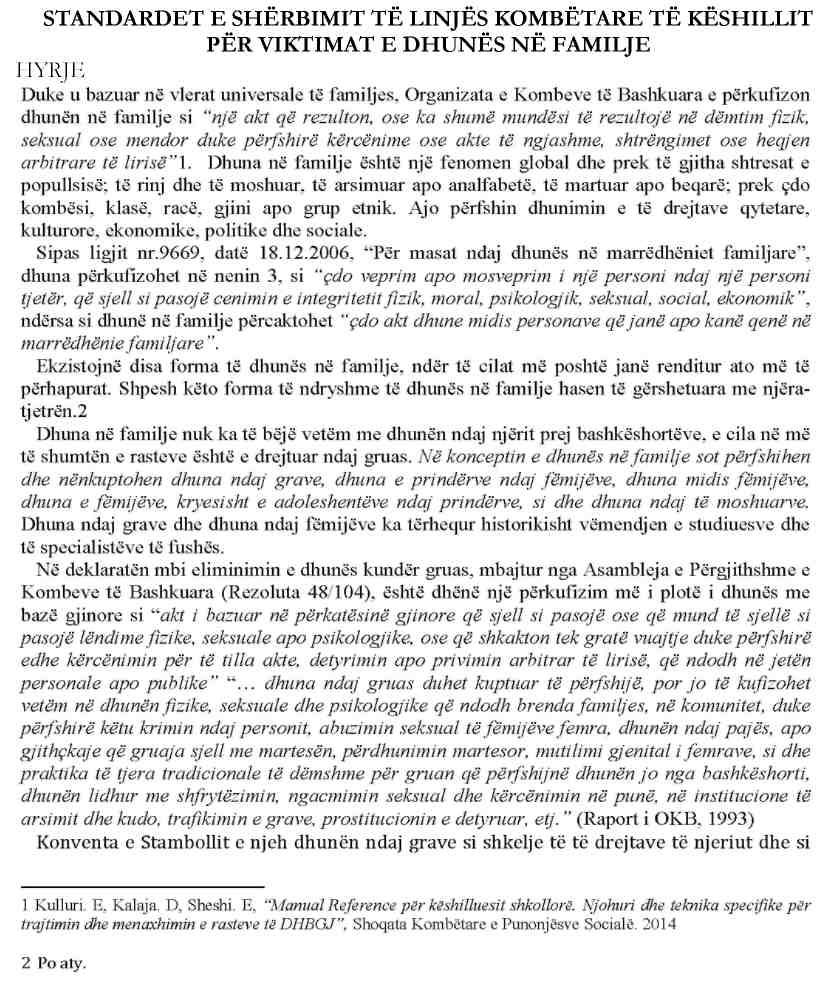 STANDARDET E SHËRBIMIT TË LINJËS KOMBËTARE TË KËSHILLIT
PËR VIKTIMAT E DHUNËS NË FAMILJE
HYRJE
Duke u bazuar në vlerat universale të familjes, Organizata e Kombeve të Bashkuara e përkufizon
dhunën në familje si “një akt që rezulton, ose ka shumë mundësi të rezultojë në dëmtim fizik,
seksual ose mendor duke përfshirë kërcënime ose akte të ngjashme, shtrëngimet ose heqjen
arbitrare të lirisë”1. Dhuna në familje është një fenomen global dhe prek të gjitha shtresat e
popullsisë; të rinj dhe të moshuar, të arsimuar apo analfabetë, të martuar apo beqarë; prek çdo
kombësi, klasë, racë, gjini apo grup etnik. Ajo përfshin dhunimin e të drejtave qytetare,
kulturore, ekonomike, politike dhe sociale.
Sipas ligjit nr.9669, datë 18.12.2006, “Për masat ndaj dhunës në marrëdhëniet familjare”,
dhuna përkufizohet në nenin 3, si “çdo veprim apo mosveprim i një personi ndaj një personi
tjetër, që sjell si pasojë cenimin e integritetit fizik, moral, psikologjik, seksual, social, ekonomik”,
ndërsa si dhunë në familje përcaktohet “çdo akt dhune midis personave që janë apo kanë qenë në
marrëdhënie familjare”.
Ekzistojnë disa forma të dhunës në familje, ndër të cilat më poshtë janë renditur ato më të
përhapurat. Shpesh këto forma të ndryshme të dhunës në familje hasen të gërshetuara me njëra-
tjetrën.2
Dhuna në familje nuk ka të bëjë vetëm me dhunën ndaj njërit prej bashkëshortëve, e cila në më
të shumtën e rasteve është e drejtuar ndaj gruas. Në konceptin e dhunës në familje sot përfshihen
dhe nënkuptohen dhuna ndaj grave, dhuna e prindërve ndaj fëmijëve, dhuna midis fëmijëve,
dhuna e fëmijëve, kryesisht e adoleshentëve ndaj prindërve, si dhe dhuna ndaj të moshuarve.
Dhuna ndaj grave dhe dhuna ndaj fëmijëve ka tërhequr historikisht vëmendjen e studiuesve dhe
të specialistëve të fushës.
Në deklaratën mbi eliminimin e dhunës kundër gruas, mbajtur nga Asambleja e Përgjithshme e
Kombeve të Bashkuara (Rezoluta 48/104), është dhënë një përkufizim më i plotë i dhunës me
bazë gjinore si “akt i bazuar në përkatësinë gjinore që sjell si pasojë ose që mund të sjellë si
pasojë lëndime fizike, seksuale apo psikologjike, ose që shkakton tek gratë vuajtje duke përfshirë
edhe kërcënimin për të tilla akte, detyrimin apo privimin arbitrar të lirisë, që ndodh në jetën
personale apo publike” “… dhuna ndaj gruas duhet kuptuar të përfshijë, por jo të kufizohet
vetëm në dhunën fizike, seksuale dhe psikologjike që ndodh brenda familjes, në komunitet, duke
përfshirë këtu krimin ndaj personit, abuzimin seksual të fëmijëve femra, dhunën ndaj pajës, apo
gjithçkaje që gruaja sjell me martesën, përdhunimin martesor, mutilimi gjenital i femrave, si dhe
praktika të tjera tradicionale të dëmshme për gruan që përfshijnë dhunën jo nga bashkëshorti,
dhunën lidhur me shfrytëzimin, ngacmimin seksual dhe kërcënimin në punë, në institucione të
arsimit dhe kudo, trafikimin e grave, prostitucionin e detyruar, etj.” (Raport i OKB, 1993)
Konventa e Stambollit e njeh dhunën ndaj grave si shkelje të të drejtave të njeriut dhe si
1 Kulluri. E, Kalaja. D, Sheshi. E, “Manual Reference për këshilluesit shkollorë. Njohuri dhe teknika specifike për
trajtimin dhe menaxhimin e rasteve të DHBGJ”, Shoqata Kombëtare e Punonjësve Socialë. 2014
2 Po aty.